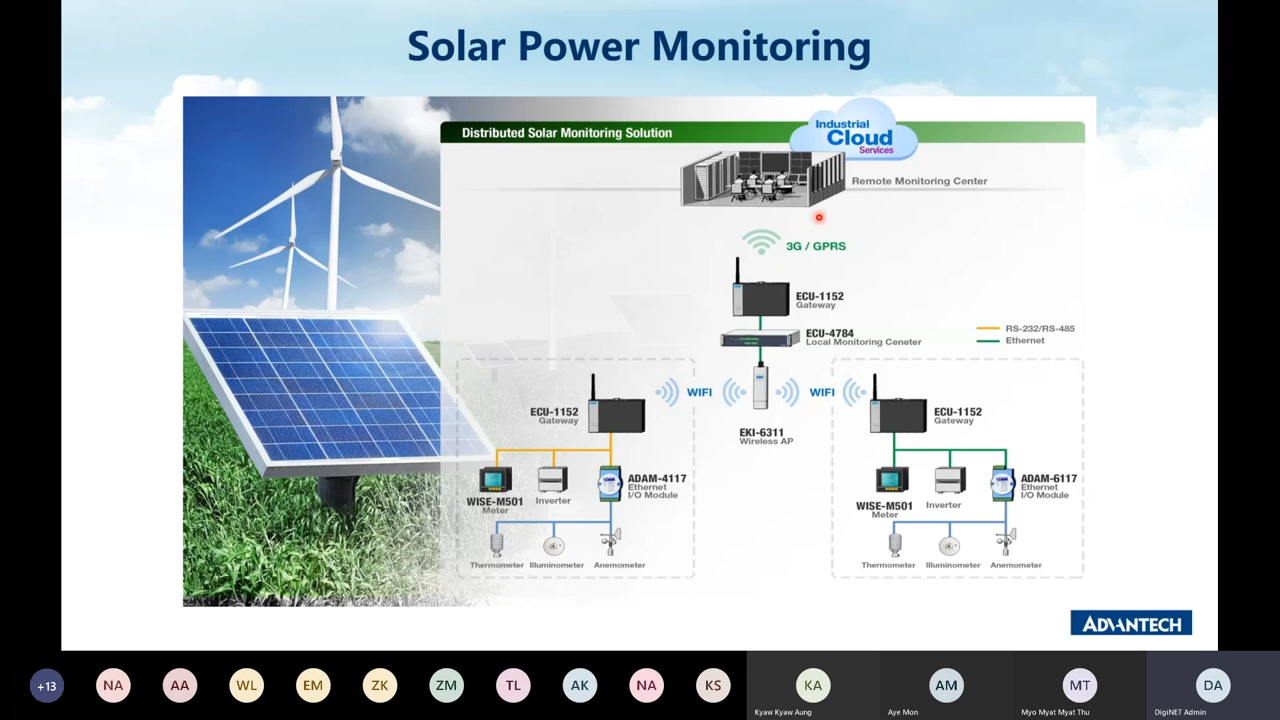 Solar Power Monitoring
Distributed Solar Monitoring Solution
Industrial
Cloud
Services
Remote Monitoring Center
3G / GPRS
ECU-1152
Gateway
ECU-4784
Local Monitoring Ceneter
RS-232/RS-485
Ethernet
WIFI
WIFI
ECU-1152
Gateway
EKI-6311
Wireless AP
ECU-1152
Gateway
WISE-M501
Meter
Inverter
ADAM-4117
Ethernet
I/O Module
WISE-M501
Meter
Inverter
ADAM-6117
Ethernet
I/O Module
Thermometer
Illuminometer
Anemometer
Thermometer
Illuminometer
Anemometer
ADVANTECH
+13
NA
AA
WL
EM
ZK
ZM
TL
AK
NA
KS
KA
AM
MT
DA
Kyaw Kyaw Aung
Aye Mon
Myo Myat Myat Thu
DigiNET Admin